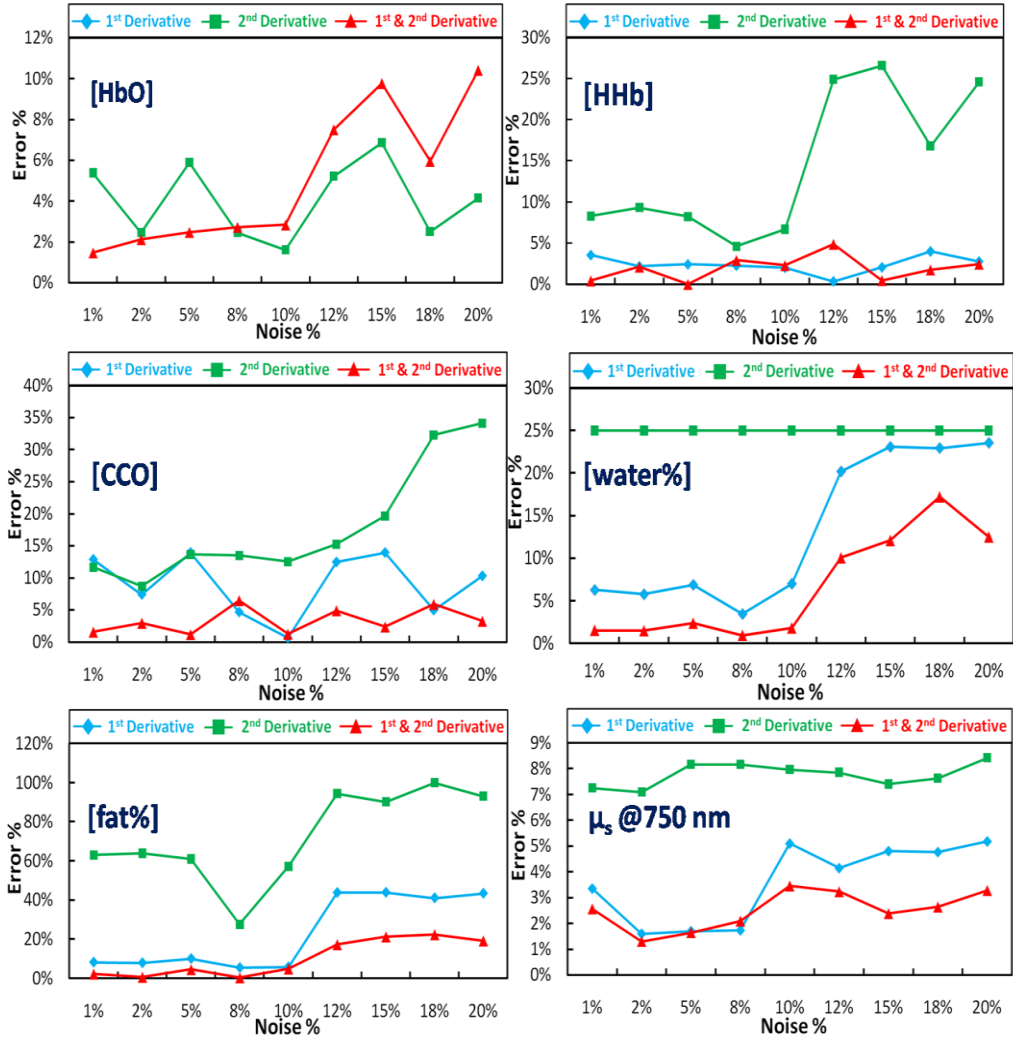 1st Derivative 2nd Derivative 1st & 2nd Derivative
12%
10%
8%
6%
4%
2%
0%
Error %
[HbO]
1% 2% 5% 8% 10% 12% 15% 18% 20%
Noise %
1st Derivative 2nd Derivative 1st & 2nd Derivative
30%
25%
20%
15%
10%
5%
0%
Error %
[HHb]
1% 2% 5% 8% 10% 12% 15% 18% 20%
Noise %
1st Derivative 2nd Derivative 1st & 2nd Derivative
40%
35%
30%
25%
20%
15%
10%
5%
0%
Error %
[CCO]
1% 2% 5% 8% 10% 12% 15% 18% 20%
Noise %
1st Derivative 2nd Derivative 1st & 2nd Derivative
30%
25%
20%
15%
10%
5%
0%
Error %
[water%]
1% 2% 5% 8% 10% 12% 15% 18% 20%
Noise %
1st Derivative 2nd Derivative 1st & 2nd Derivative
120%
100%
80%
60%
40%
20%
0%
Error %
[fat%]
1% 2% 5% 8% 10% 12% 15% 18% 20%
Noise %
1st Derivative 2nd Derivative 1st & 2nd Derivative
9%
8%
7%
6%
5%
4%
3%
2%
1%
0%
Error %
μs @750 nm
1% 2% 5% 8% 10% 12% 15% 18% 20%
Noise %